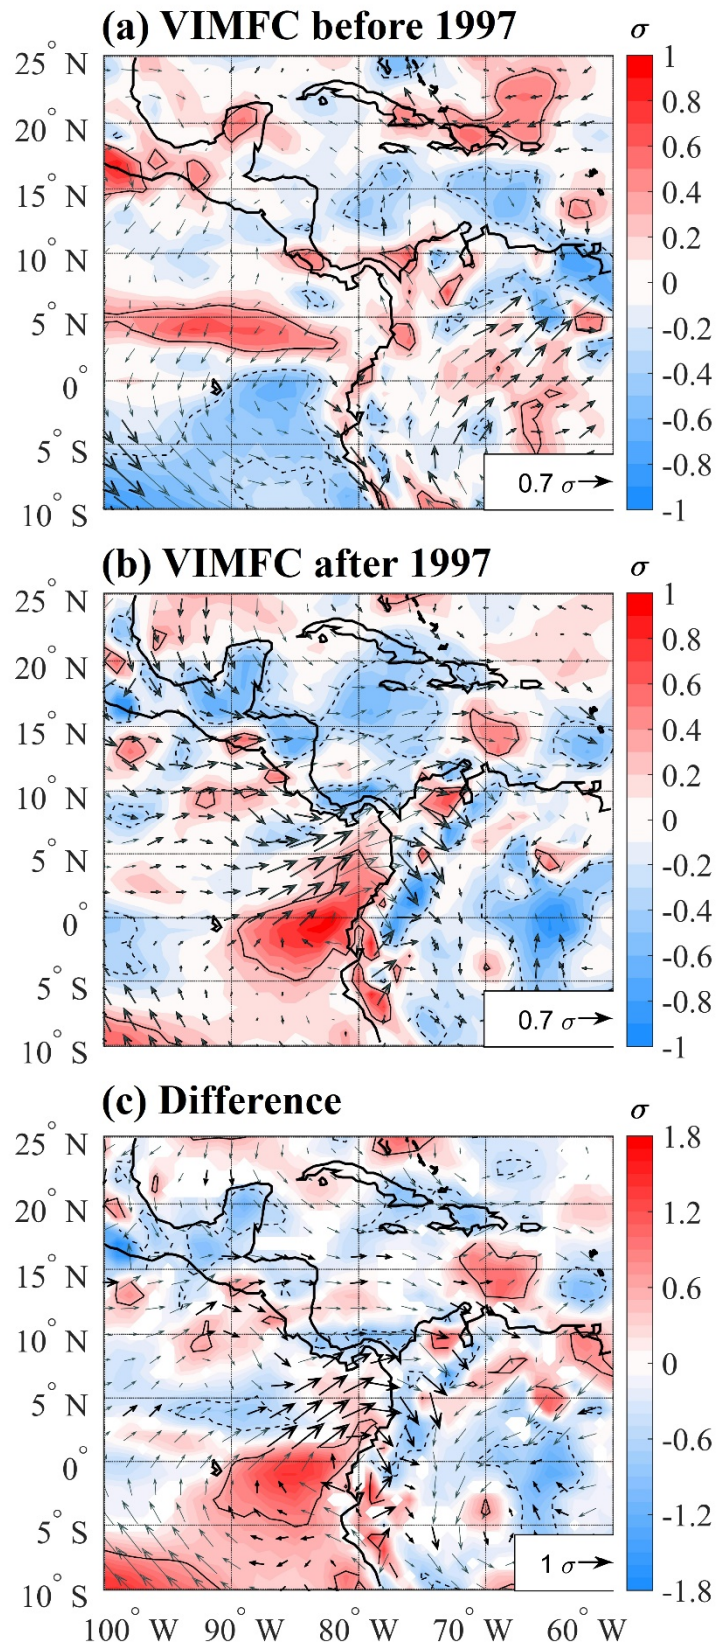 (a) VIMFC before 1997
σ
25° N
20° N
15° N
10° N
5° N
0°
5° S
10° S
0.7 σ
1
0.8
0.6
0.4
0.2
0
-0.2
-0.4
-0.6
-0.8
-1
(b) VIMFC after 1997
σ
25° N
20° N
15° N
10° N
5° N
0°
5° S
10° S
0.7 σ
1
0.8
0.6
0.4
0.2
0
-0.2
-0.4
-0.6
-0.8
-1
(c) Difference
σ
25° N
20° N
15° N
10° N
5° N
0°
5° S
10° S
1 σ
1.8
1.2
0.6
0
-0.6
-1.2
-1.8
100° W 90° W 80° W 70° W 60° W